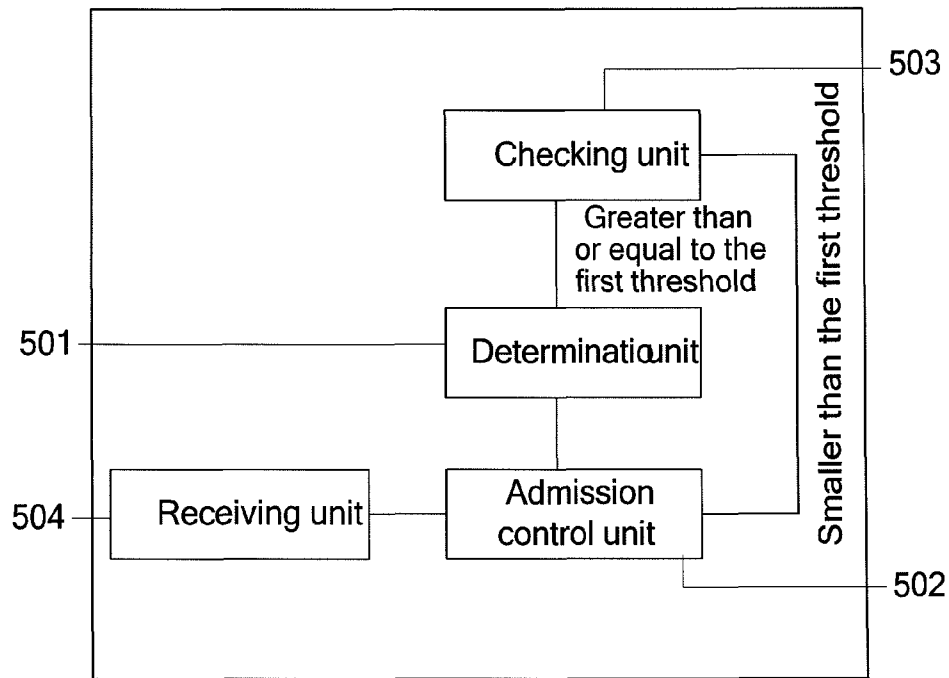 503
Checking unit
Greater than
or equal to the
first threshold
Smaller than the first threshold
501
Determinatiounit
Receiving unit
504
Admission
control unit
502